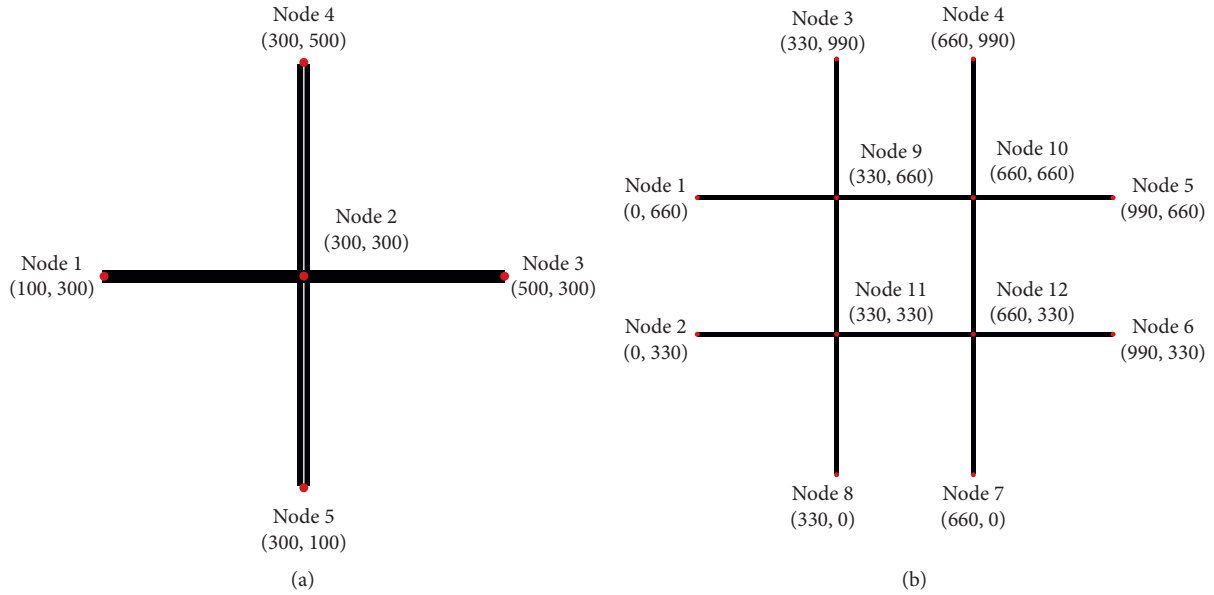 Node 4
(300, 500)
Node 2
(300, 300)
Node 1
(100, 300)
Node 3
(500, 300)
Node 5
(300, 100)
(a)
Node 3
(330, 990)
Node 4
(660, 990)
Node 9
(330, 660)
Node 10
(660, 660)
Node 1
(0, 660)
Node 5
(990, 660)
Node 11
(330, 330)
Node 12
(660, 330)
Node 2
(0, 330)
Node 6
(990, 330)
Node 8
(330, 0)
Node 7
(660, 0)
(b)